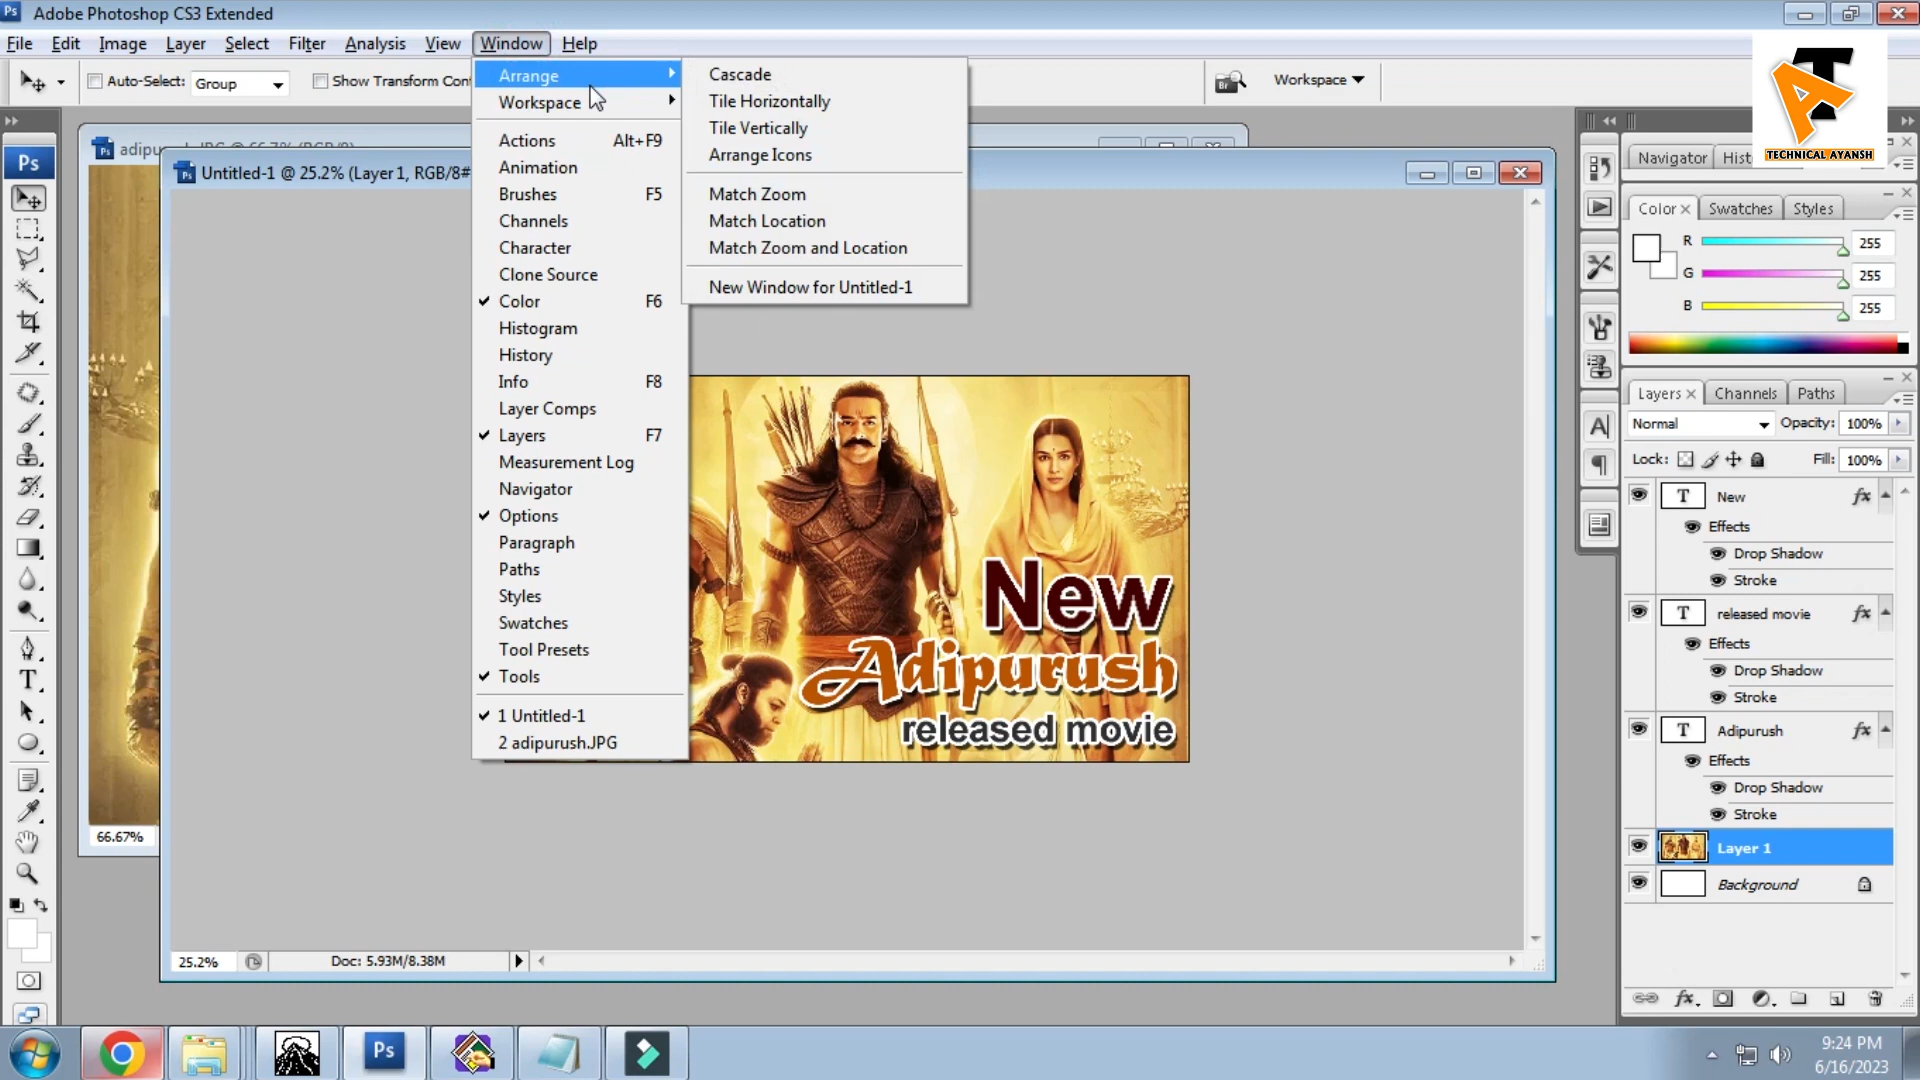 Ps Adobe Photoshop CS3 Extended
File Edit Image Layer Select Filter Analysis View Window Help
Auto-Select: Group Show Transform Cont
Br Workspace
Arrange
Workspace
Actions Alt+F9
Animation
Brushes F5
Channels
Character
Clone Source
Color F6
Histogram
History
Info F8
Layer Comps
Layers F7
Measurement Log
Navigator
Options
Paragraph
Paths
Styles
Swatches
Tool Presets
Tools
1 Untitled-1
2 adipurush.JPG
Cascade
Tile Horizontally
Tile Vertically
Arrange Icons
Match Zoom
Match Location
Match Zoom and Location
New Window for Untitled-1
Ps
Untitled-1 @ 25.2% (Layer 1, RGB/8#
New
Adipurush
released movie
66.67%
25.2% Doc: 5.93M/8.38M
TECHNICAL AYANSH
Navigator Hist
Color Swatches Styles
R 255
G 255
B 255
Layers Channels Paths
Normal Opacity: 100%
Lock: Fill: 100%
T New fx
Effects
Drop Shadow
Stroke
T released movie fx
Effects
Drop Shadow
Stroke
T Adipurush fx
Effects
Drop Shadow
Stroke
Layer 1
Background
Ps
9:24 PM
6/16/2023